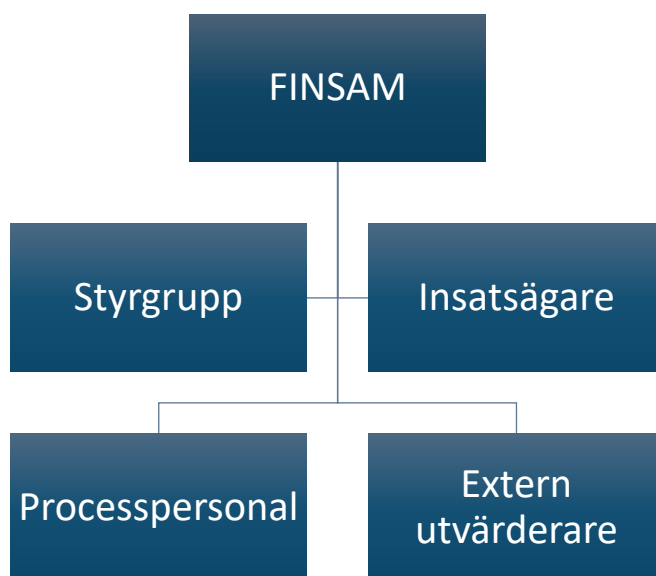 FINSAM
Styrgrupp
Insatsägare
Processpersonal
Extern
utvärderare